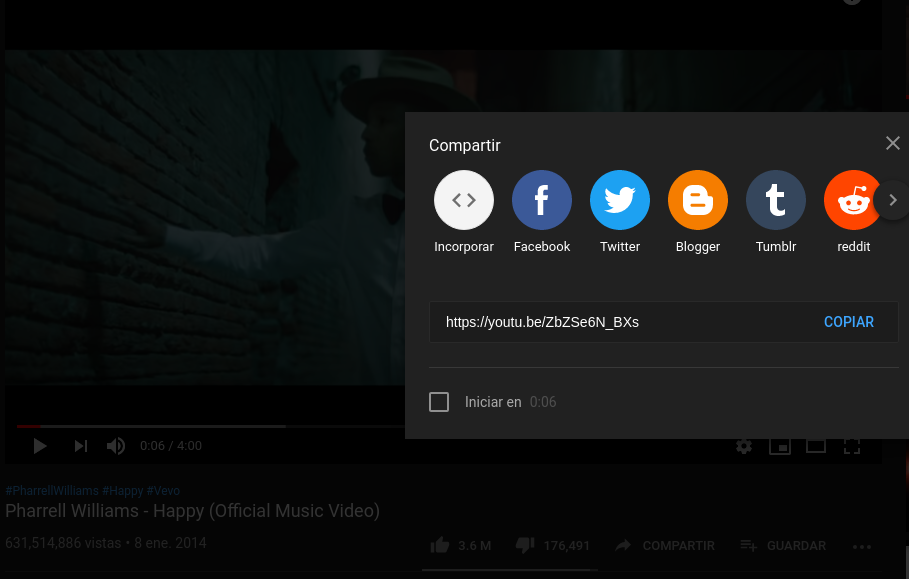 Compartir
Incorporar Facebook Twitter Blogger Tumblr reddit
https://youtu.be/ZbZSe6N_BXs COPIAR
Iniciar en 0:06
0:06 / 4:00
#PharrellWilliams #Happy #Vevo
Pharrell Williams - Happy (Official Music Video)
631,514,886 vistas • 8 ene. 2014
3.6 M 176,491 COMPARTIR GUARDAR